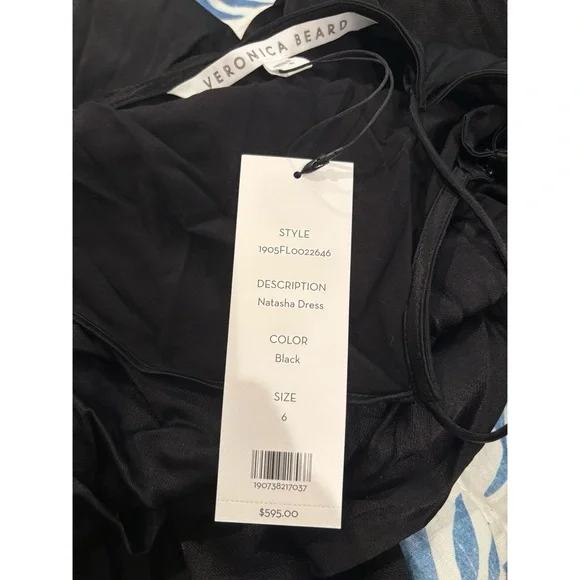 VERONICA BEARD
STYLE
1905FL0022646
DESCRIPTION
Natasha Dress
COLOR
Black
SIZE
6
190738217037
$595.00